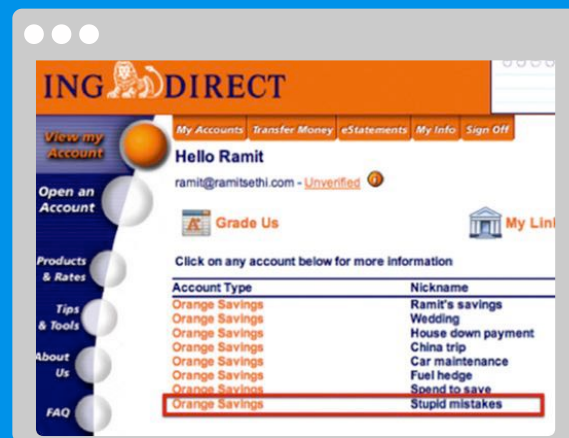 ING DIRECT
My Accounts Transfer Money eStatements My Info Sign Off
View my
Account
Hello Ramit
ramit@ramitsethi.com - Unverified
Open an
Account
Grade Us
My Lin
Click on any account below for more information
Products
& Rates
Account Type Nickname
Orange Savings Ramit's savings
Orange Savings Wedding
Orange Savings House down payment
Orange Savings China trip
Orange Savings Car maintenance
Orange Savings Fuel hedge
Orange Savings Spend to save
Orange Savings Stupid mistakes
Tips
& Tools
About
Us
FAQ